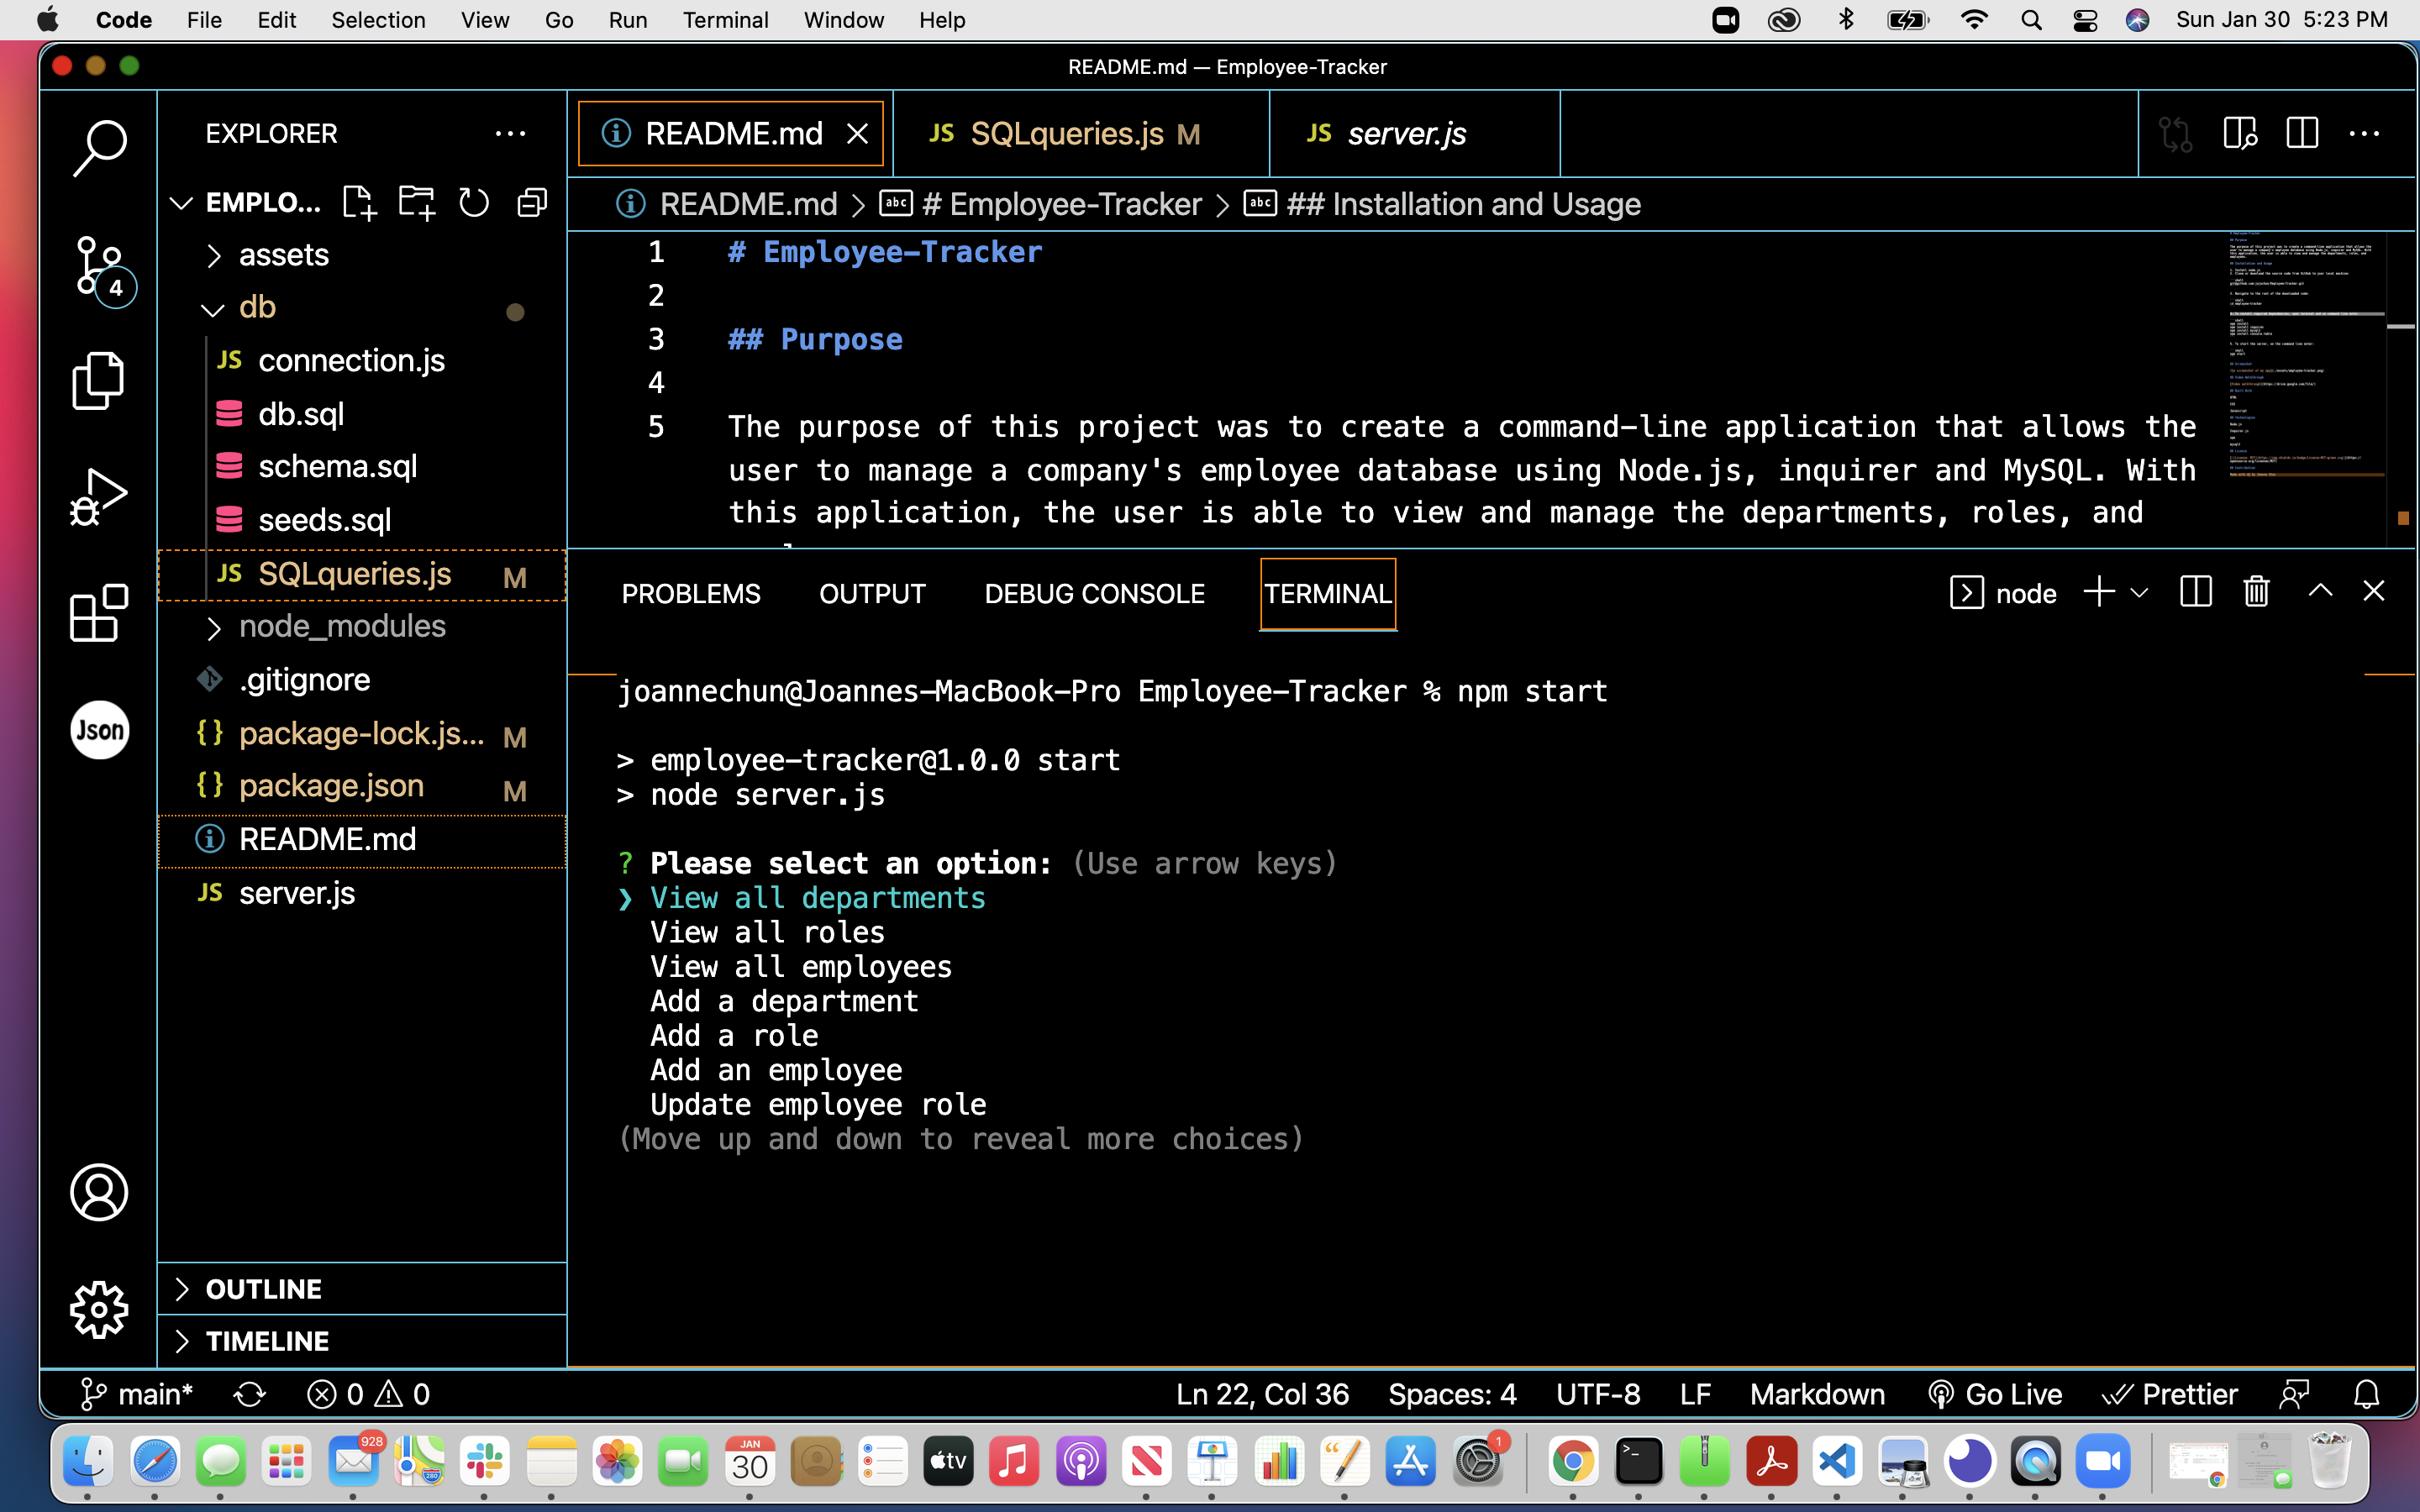 Code File Edit Selection View Go Run Terminal Window Help Sun Jan 30 5:23 PM
README.md — Employee-Tracker
EXPLORER
README.md
JS SQLqueries.js M
JS server.js
EMPLO...
README.md > abc # Employee-Tracker > abc ## Installation and Usage
assets
db
JS connection.js
db.sql
schema.sql
seeds.sql
JS SQLqueries.js M
node_modules
.gitignore
{} package-lock.js... M
{} package.json M
README.md
JS server.js
4
Json
OUTLINE
TIMELINE
1 # Employee-Tracker
2
3 ## Purpose
4
5 The purpose of this project was to create a command-line application that allows the
user to manage a company's employee database using Node.js, inquirer and MySQL. With
this application, the user is able to view and manage the departments, roles, and
PROBLEMS OUTPUT DEBUG CONSOLE TERMINAL node
joannechun@Joannes-MacBook-Pro Employee-Tracker % npm start
> employee-tracker@1.0.0 start
> node server.js
? Please select an option: (Use arrow keys)
❯ View all departments
View all roles
View all employees
Add a department
Add a role
Add an employee
Update employee role
(Move up and down to reveal more choices)
main* 0 0 Ln 22, Col 36 Spaces: 4 UTF-8 LF Markdown Go Live Prettier
928
280
JAN
30
tv
1